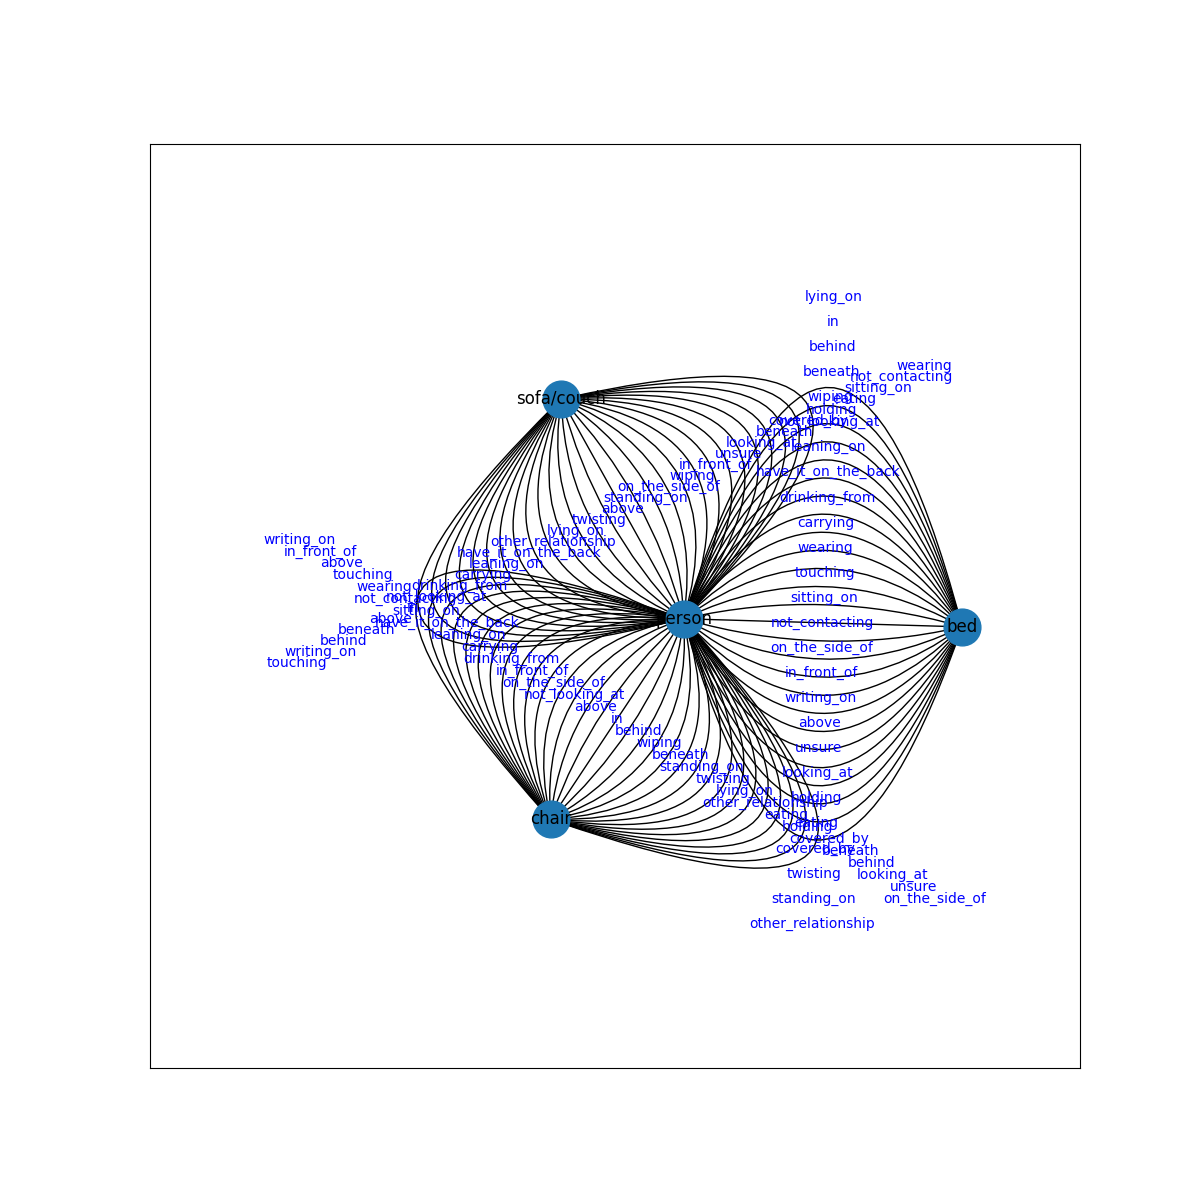 lying_on
in
behind
wearing
beneath
not_contacting
sitting_on
wiping
eating
sofa/couch
holding
covered_by
not_looking_at
beneath
looking_at
leaning_on
unsure
in_front_of
have_it_on_the_back
wiping
on_the_side_of
standing_on
drinking_from
above
twisting
carrying
lying_on
writing_on
other_relationship
wearing
in_front_of
have_it_on_the_back
above
leaning_on
touching
carrying
touching
wearing
drinking_from
not_contacting
not_looking_at
sitting_on
in
sitting_on
above
person
have_it_on_the_back
not_contacting
bed
beneath
leaning_on
behind
carrying
on_the_side_of
writing_on
drinking_from
touching
in_front_of
in_front_of
on_the_side_of
not_looking_at
writing_on
above
in
above
behind
wiping
unsure
beneath
standing_on
looking_at
twisting
lying_on
holding
other_relationship
eating
chair
eating
holding
covered_by
covered_by
beneath
behind
twisting
looking_at
unsure
standing_on
on_the_side_of
other_relationship